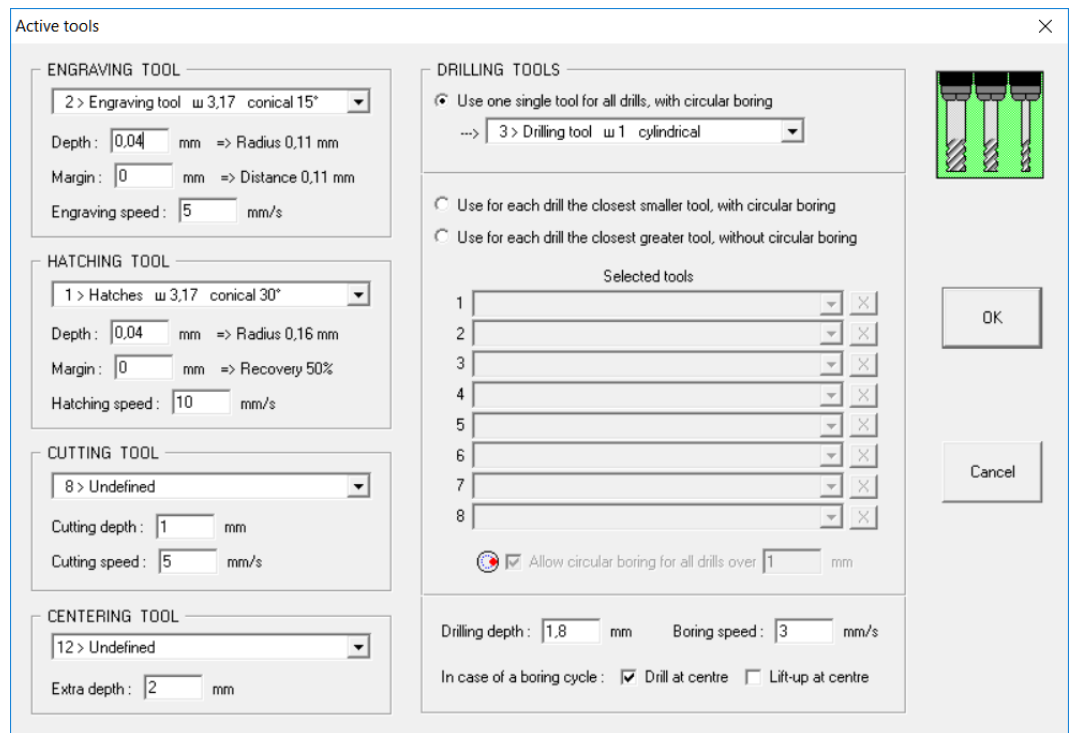 Active tools
ENGRAVING TOOL
2 > Engraving tool ш 3,17 conical 15°
Depth : 0,04 mm => Radius 0,11 mm
Margin : 0 mm => Distance 0,11 mm
Engraving speed : 5 mm/s
HATCHING TOOL
1 > Hatches ш 3,17 conical 30°
Depth : 0,04 mm => Radius 0,16 mm
Margin : 0 mm => Recovery 50%
Hatching speed : 10 mm/s
CUTTING TOOL
8 > Undefined
Cutting depth : 1 mm
Cutting speed : 5 mm/s
CENTERING TOOL
12 > Undefined
Extra depth : 2 mm
DRILLING TOOLS
Use one single tool for all drills, with circular boring
---> 3 > Drilling tool ш 1 cylindrical
Use for each drill the closest smaller tool, with circular boring
Use for each drill the closest greater tool, without circular boring
Selected tools
1 X
2 X
3 X
4 X
5 X
6 X
7 X
8 X
Allow circular boring for all drills over 1 mm
Drilling depth : 1,8 mm Boring speed : 3 mm/s
In case of a boring cycle : Drill at centre Lift-up at centre
OK
Cancel